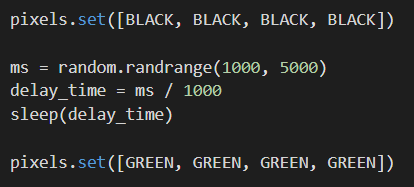 pixels.set([BLACK, BLACK, BLACK, BLACK])
ms = random.randrange(1000, 5000)
delay_time = ms / 1000
sleep(delay_time)
pixels.set([GREEN, GREEN, GREEN, GREEN])